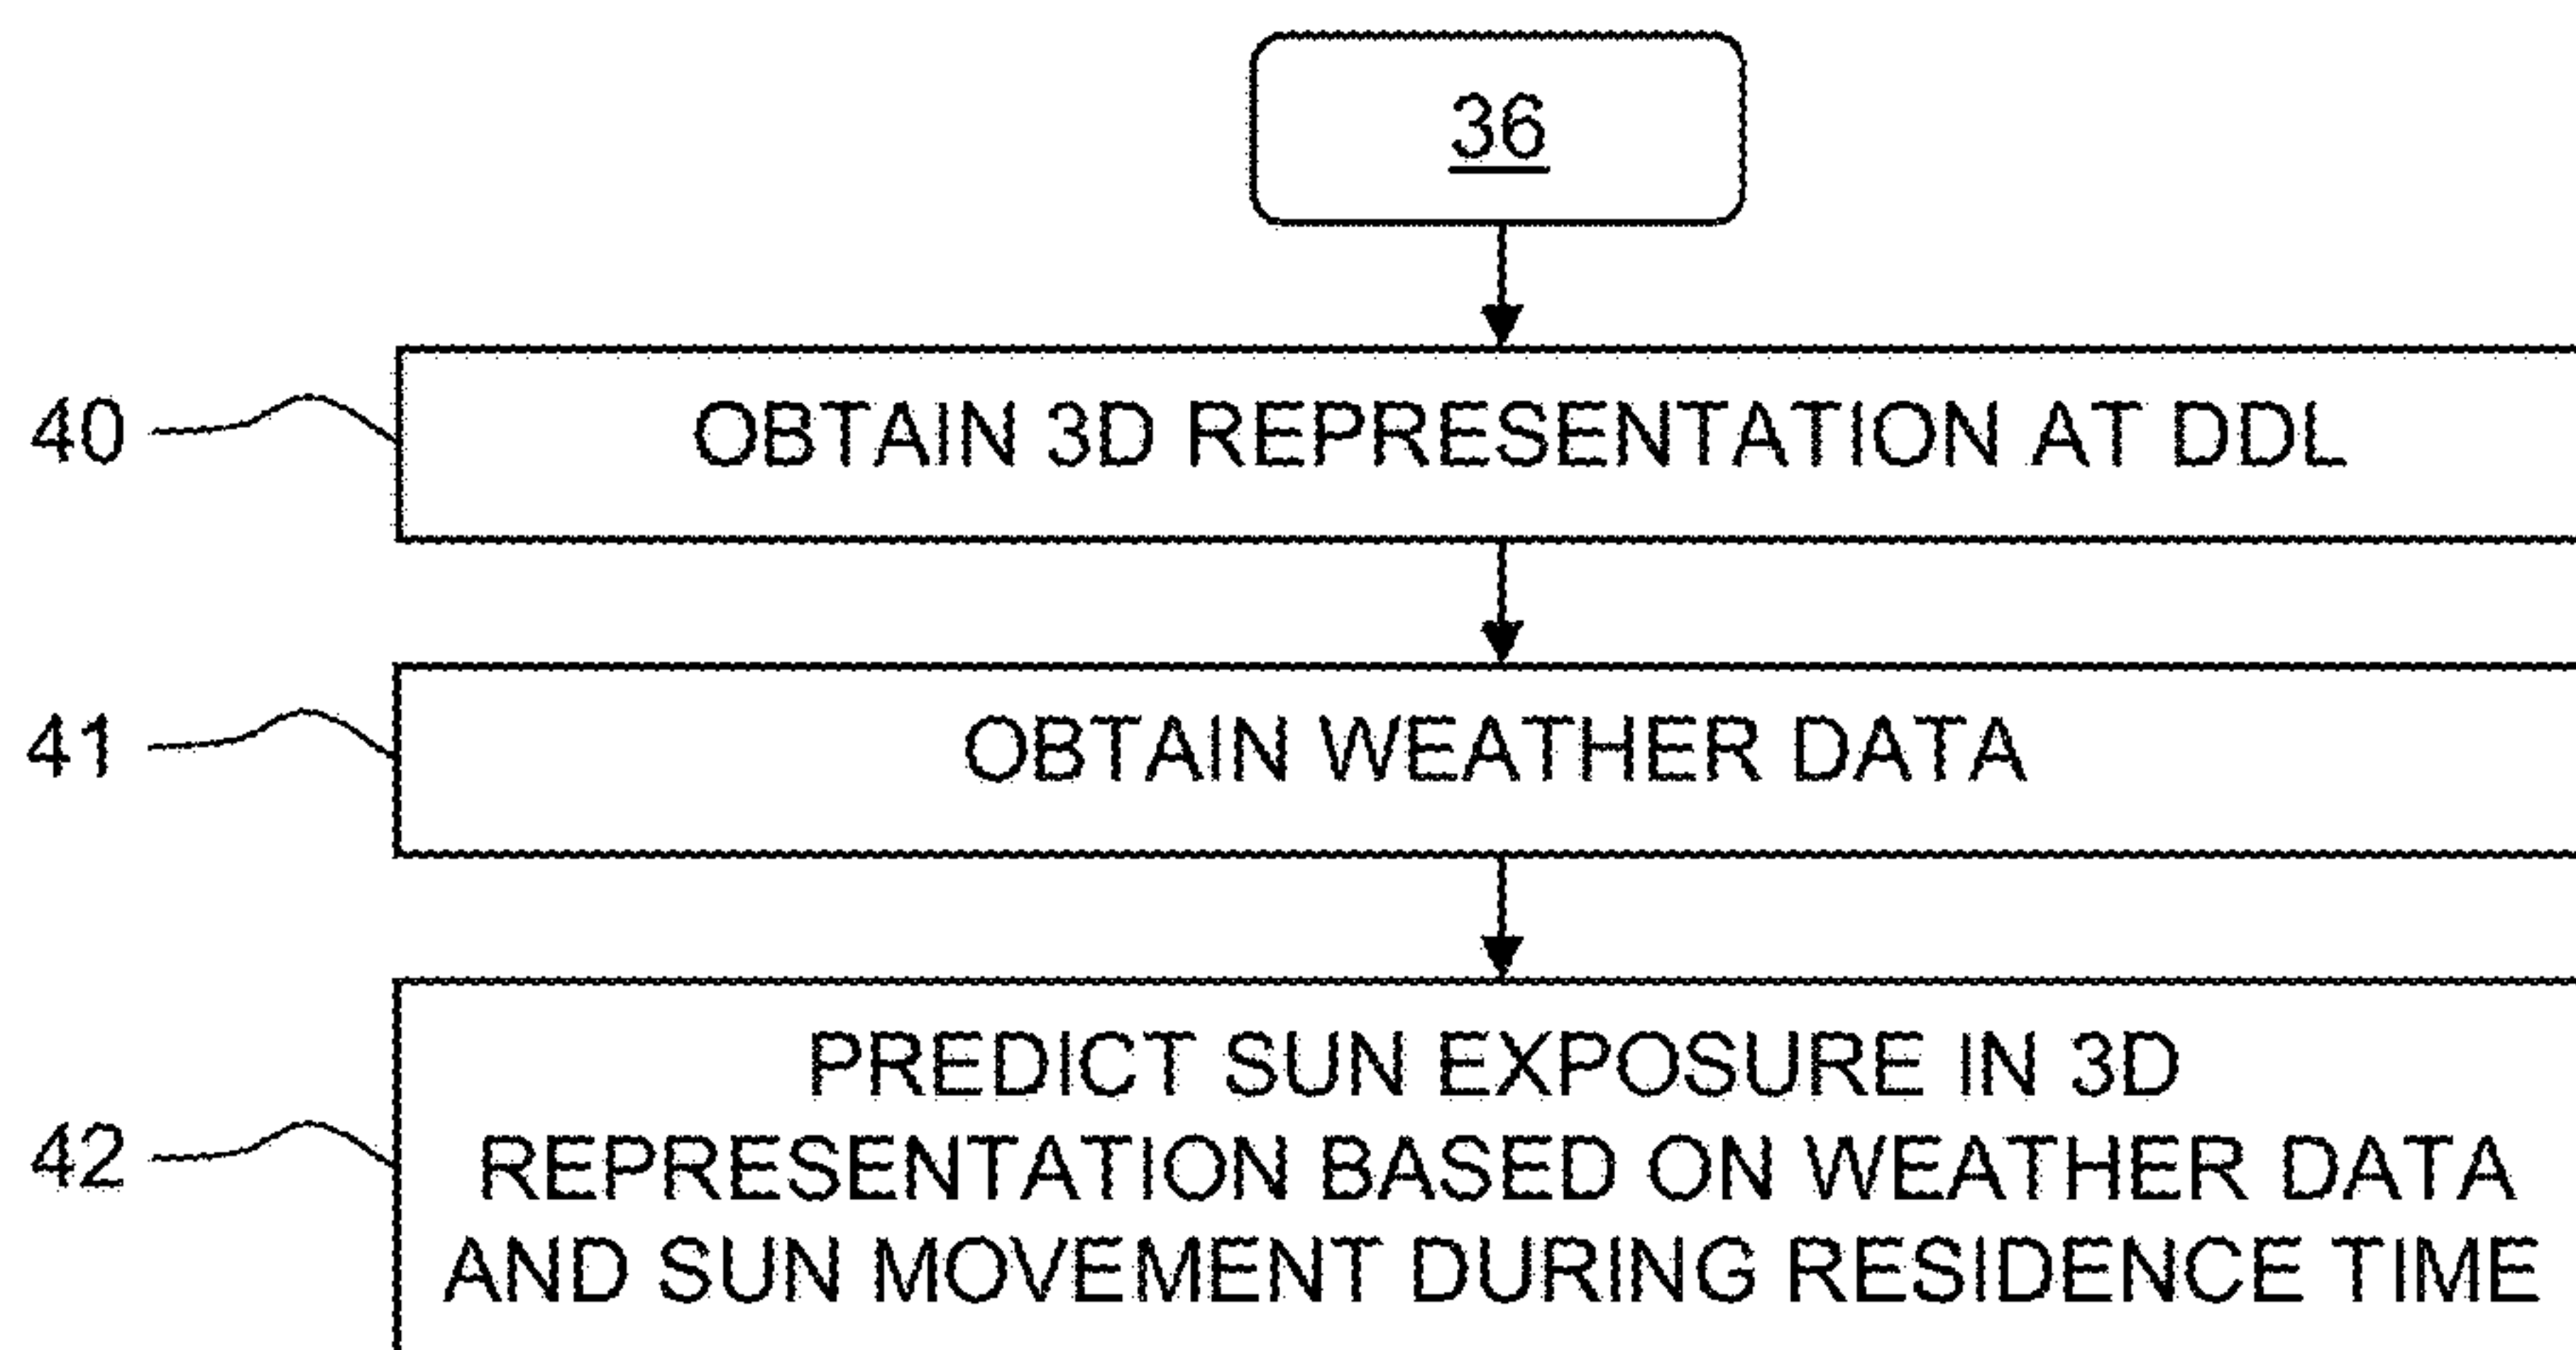 36
40
OBTAIN 3D REPRESENTATION AT DDL
41
OBTAIN WEATHER DATA
42
PREDICT SUN EXPOSURE IN 3D
REPRESENTATION BASED ON WEATHER DATA
AND SUN MOVEMENT DURING RESIDENCE TIME